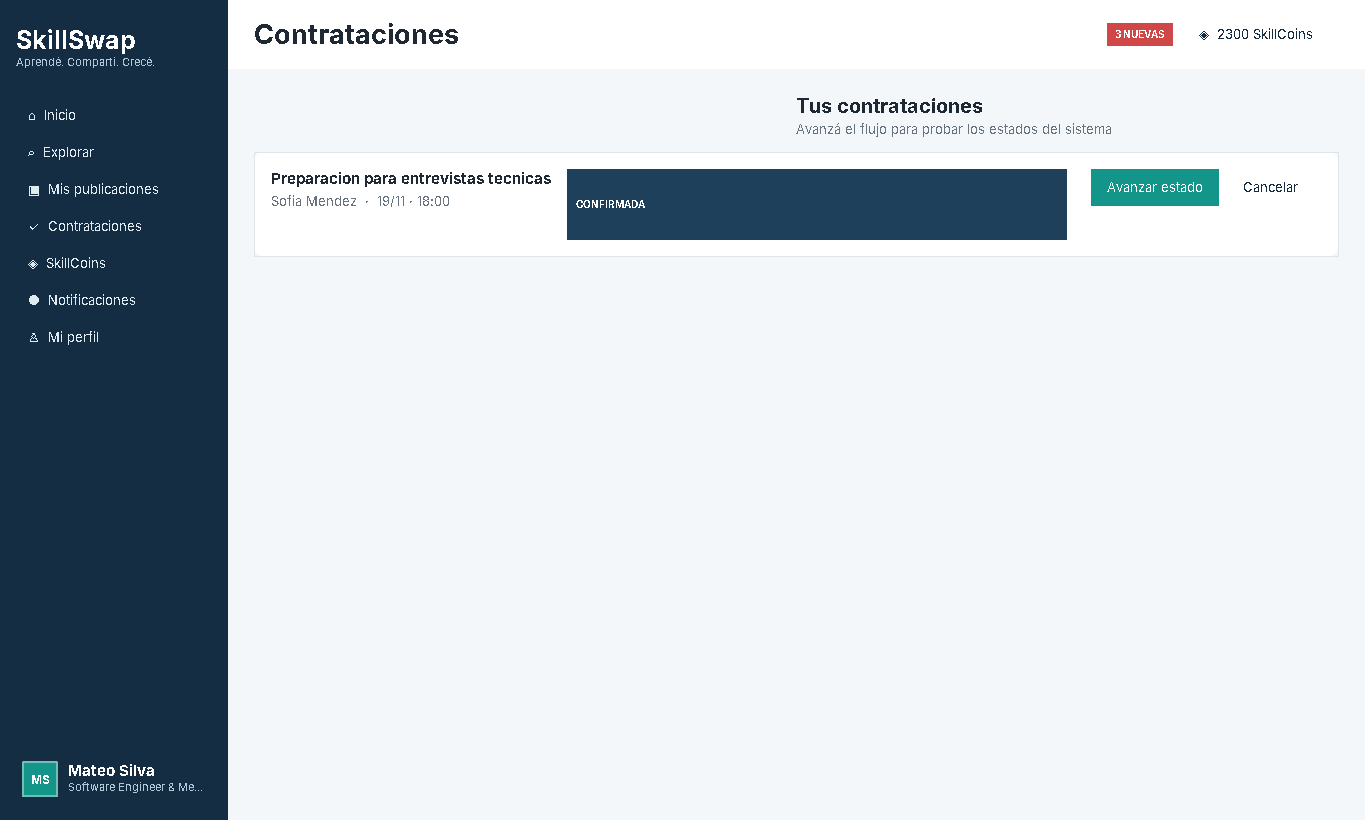 SkillSwap
Aprendé. Compartí. Crecé.
Inicio
Explorar
Mis publicaciones
Contrataciones
SkillCoins
Notificaciones
Mi perfil
MS
Mateo Silva
Software Engineer & Me...
Contrataciones
3 NUEVAS
2300 SkillCoins
Tus contrataciones
Avanzá el flujo para probar los estados del sistema
Preparacion para entrevistas tecnicas
Sofia Mendez · 19/11 · 18:00
CONFIRMADA
Avanzar estado
Cancelar